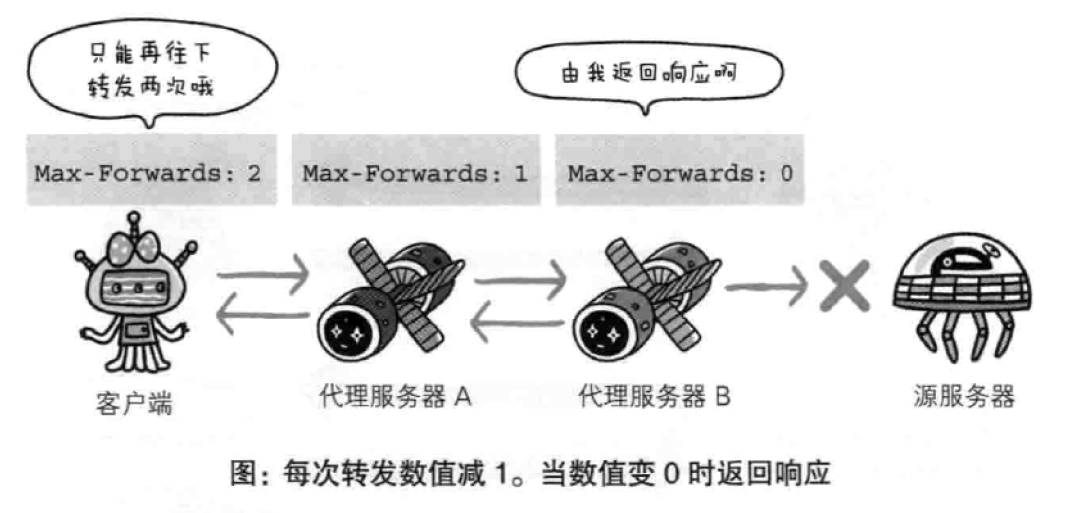 只能再往下
转发两次哦
由我返回响应啊
Max-Forwards: 2
Max-Forwards: 1
Max-Forwards: 0
客户端
代理服务器 A
代理服务器 B
源服务器
图：每次转发数值减 1。当数值变 0 时返回响应